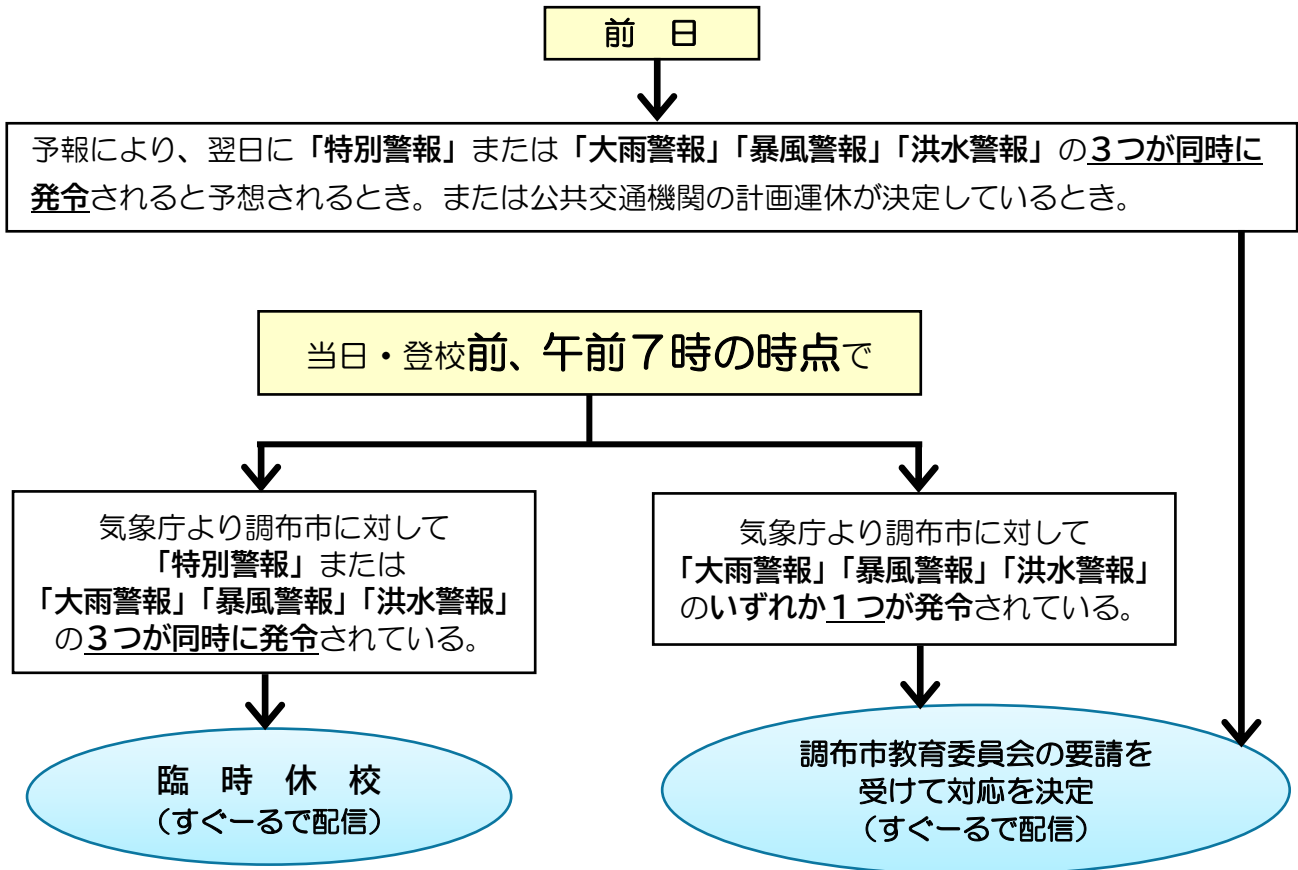 前　日
予報により、翌日に「特別警報」または「大雨警報」「暴風警報」「洪水警報」の３つが同時に
発令されると予想されるとき。または公共交通機関の計画運休が決定しているとき。
当日・登校前、午前７時の時点で
気象庁より調布市に対して
「特別警報」または
「大雨警報」「暴風警報」「洪水警報」
の３つが同時に発令されている。
気象庁より調布市に対して
「大雨警報」「暴風警報」「洪水警報」
のいずれか１つが発令されている。
臨　時　休　校
（すぐーるで配信）
調布市教育委員会の要請を
受けて対応を決定
（すぐーるで配信）